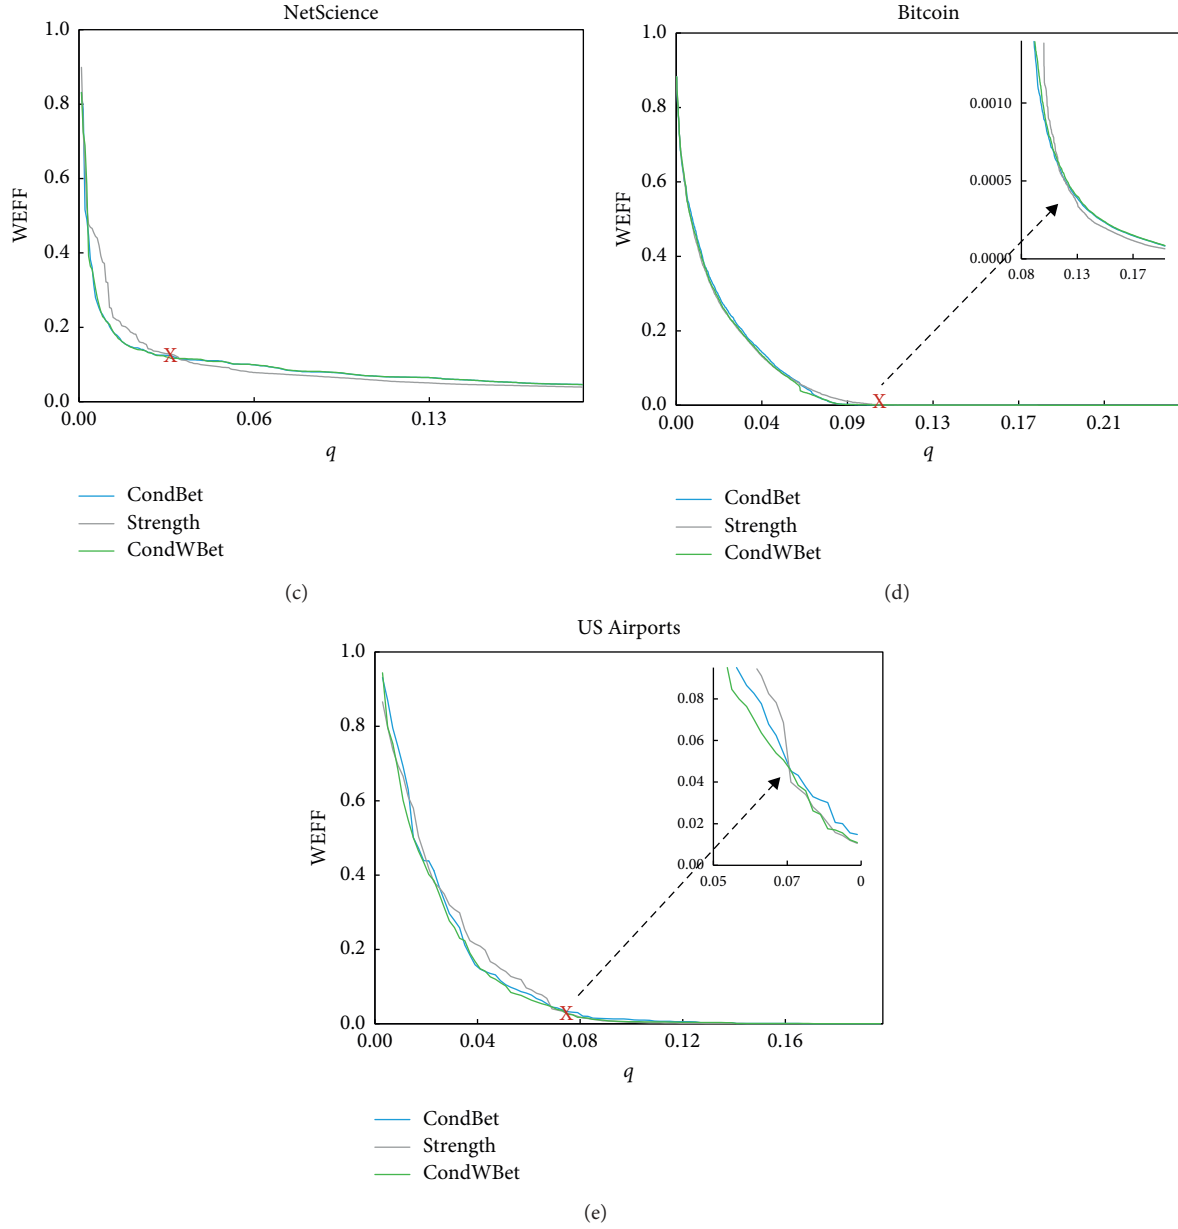 NetScience
1.0
0.8
0.6
0.4
0.2
0.0
WEFF
X
0.00 0.06 0.13
q
CondBet
Strength
CondWBet
(c)
Bitcoin
1.0
0.8
0.6
0.4
0.2
0.0
WEFF
0.0010
0.0005
0.0000
0.08 0.13 0.17
X
0.00 0.04 0.09 0.13 0.17 0.21
q
CondBet
Strength
CondWBet
(d)
US Airports
1.0
0.8
0.6
0.4
0.2
0.0
WEFF
0.08
0.06
0.04
0.02
0.00
0.05 0.07 0
X
0.00 0.04 0.08 0.12 0.16
q
CondBet
Strength
CondWBet
(e)